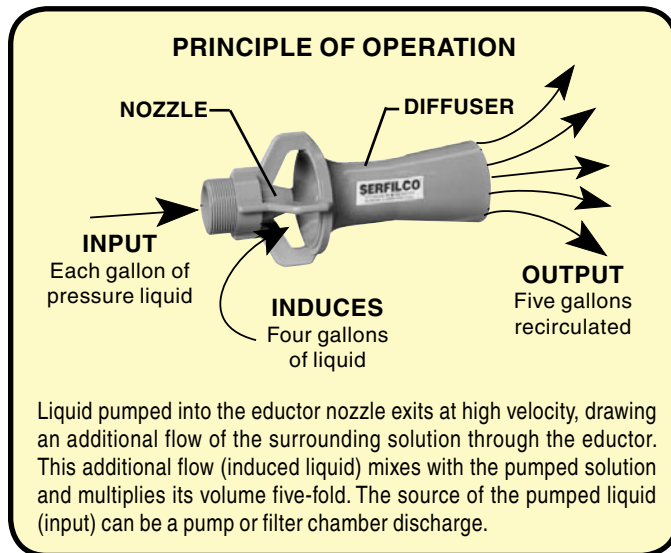 PRINCIPLE OF OPERATION
NOZZLE
DIFFUSER
SERFILCO
INPUT
Each gallon of
pressure liquid
INDUCES
Four gallons
of liquid
OUTPUT
Five gallons
recirculated
Liquid pumped into the eductor nozzle exits at high velocity, drawing
an additional flow of the surrounding solution through the eductor.
This additional flow (induced liquid) mixes with the pumped solution
and multiplies its volume five-fold. The source of the pumped liquid
(input) can be a pump or filter chamber discharge.